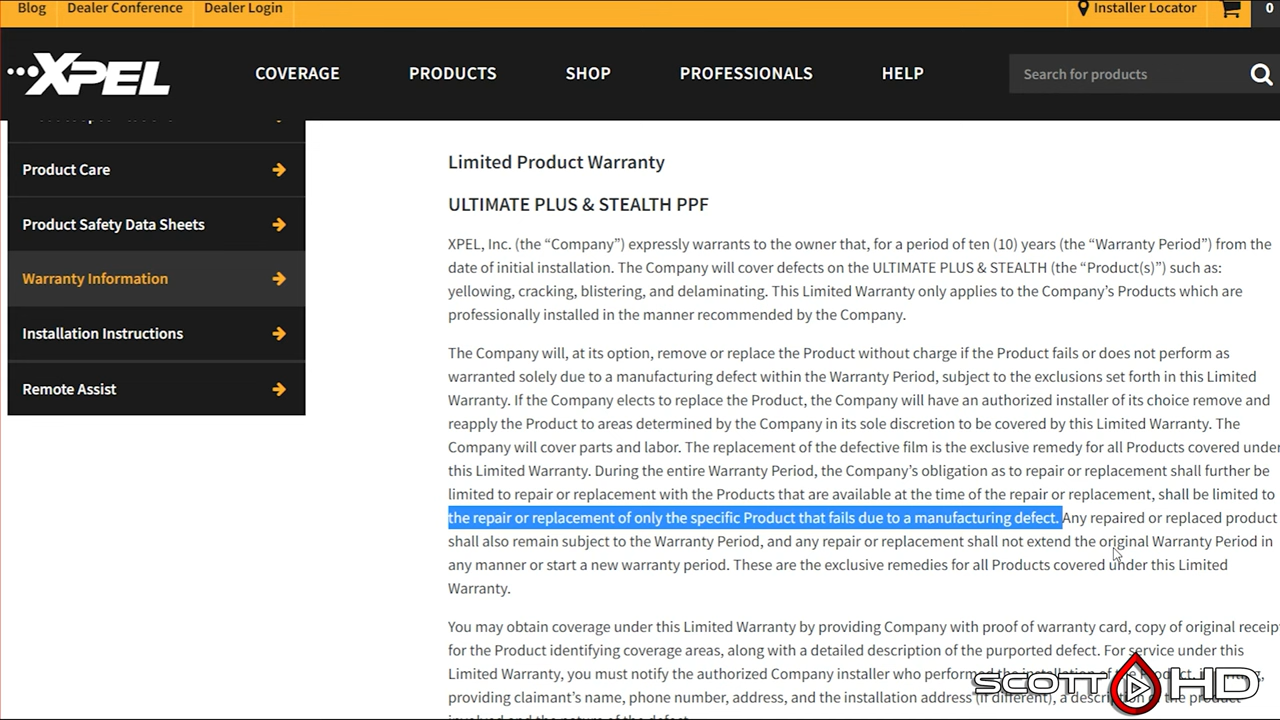 Blog Dealer Conference Dealer Login Installer Locator 0
XPEL COVERAGE PRODUCTS SHOP PROFESSIONALS HELP Search for products
Product Care
Product Safety Data Sheets
Warranty Information
Installation Instructions
Remote Assist
Limited Product Warranty
ULTIMATE PLUS & STEALTH PPF
XPEL, Inc. (the “Company”) expressly warrants to the owner that, for a period of ten (10) years (the “Warranty Period”) from the
date of initial installation. The Company will cover defects on the ULTIMATE PLUS & STEALTH (the “Product(s)”) such as:
yellowing, cracking, blistering, and delaminating. This Limited Warranty only applies to the Company’s Products which are
professionally installed in the manner recommended by the Company.
The Company will, at its option, remove or replace the Product without charge if the Product fails or does not perform as
warranted solely due to a manufacturing defect within the Warranty Period, subject to the exclusions set forth in this Limited
Warranty. If the Company elects to replace the Product, the Company will have an authorized installer of its choice remove and
reapply the Product to areas determined by the Company in its sole discretion to be covered by this Limited Warranty. The
Company will cover parts and labor. The replacement of the defective film is the exclusive remedy for all Products covered under
this Limited Warranty. During the entire Warranty Period, the Company’s obligation as to repair or replacement shall further be
limited to repair or replacement with the Products that are available at the time of the repair or replacement, shall be limited to
the repair or replacement of only the specific Product that fails due to a manufacturing defect. Any repaired or replaced product
shall also remain subject to the Warranty Period, and any repair or replacement shall not extend the original Warranty Period in
any manner or start a new warranty period. These are the exclusive remedies for all Products covered under this Limited
Warranty.
You may obtain coverage under this Limited Warranty by providing Company with proof of warranty card, copy of original receipt
for the Product identifying coverage areas, along with a detailed description of the purported defect. For service under this
Limited Warranty, you must notify the authorized Company installer who performed the installation of
providing claimant’s name, phone number, address, and the installation address (if different), a description of the product
involved and the nature of the defect
SCOTT HD